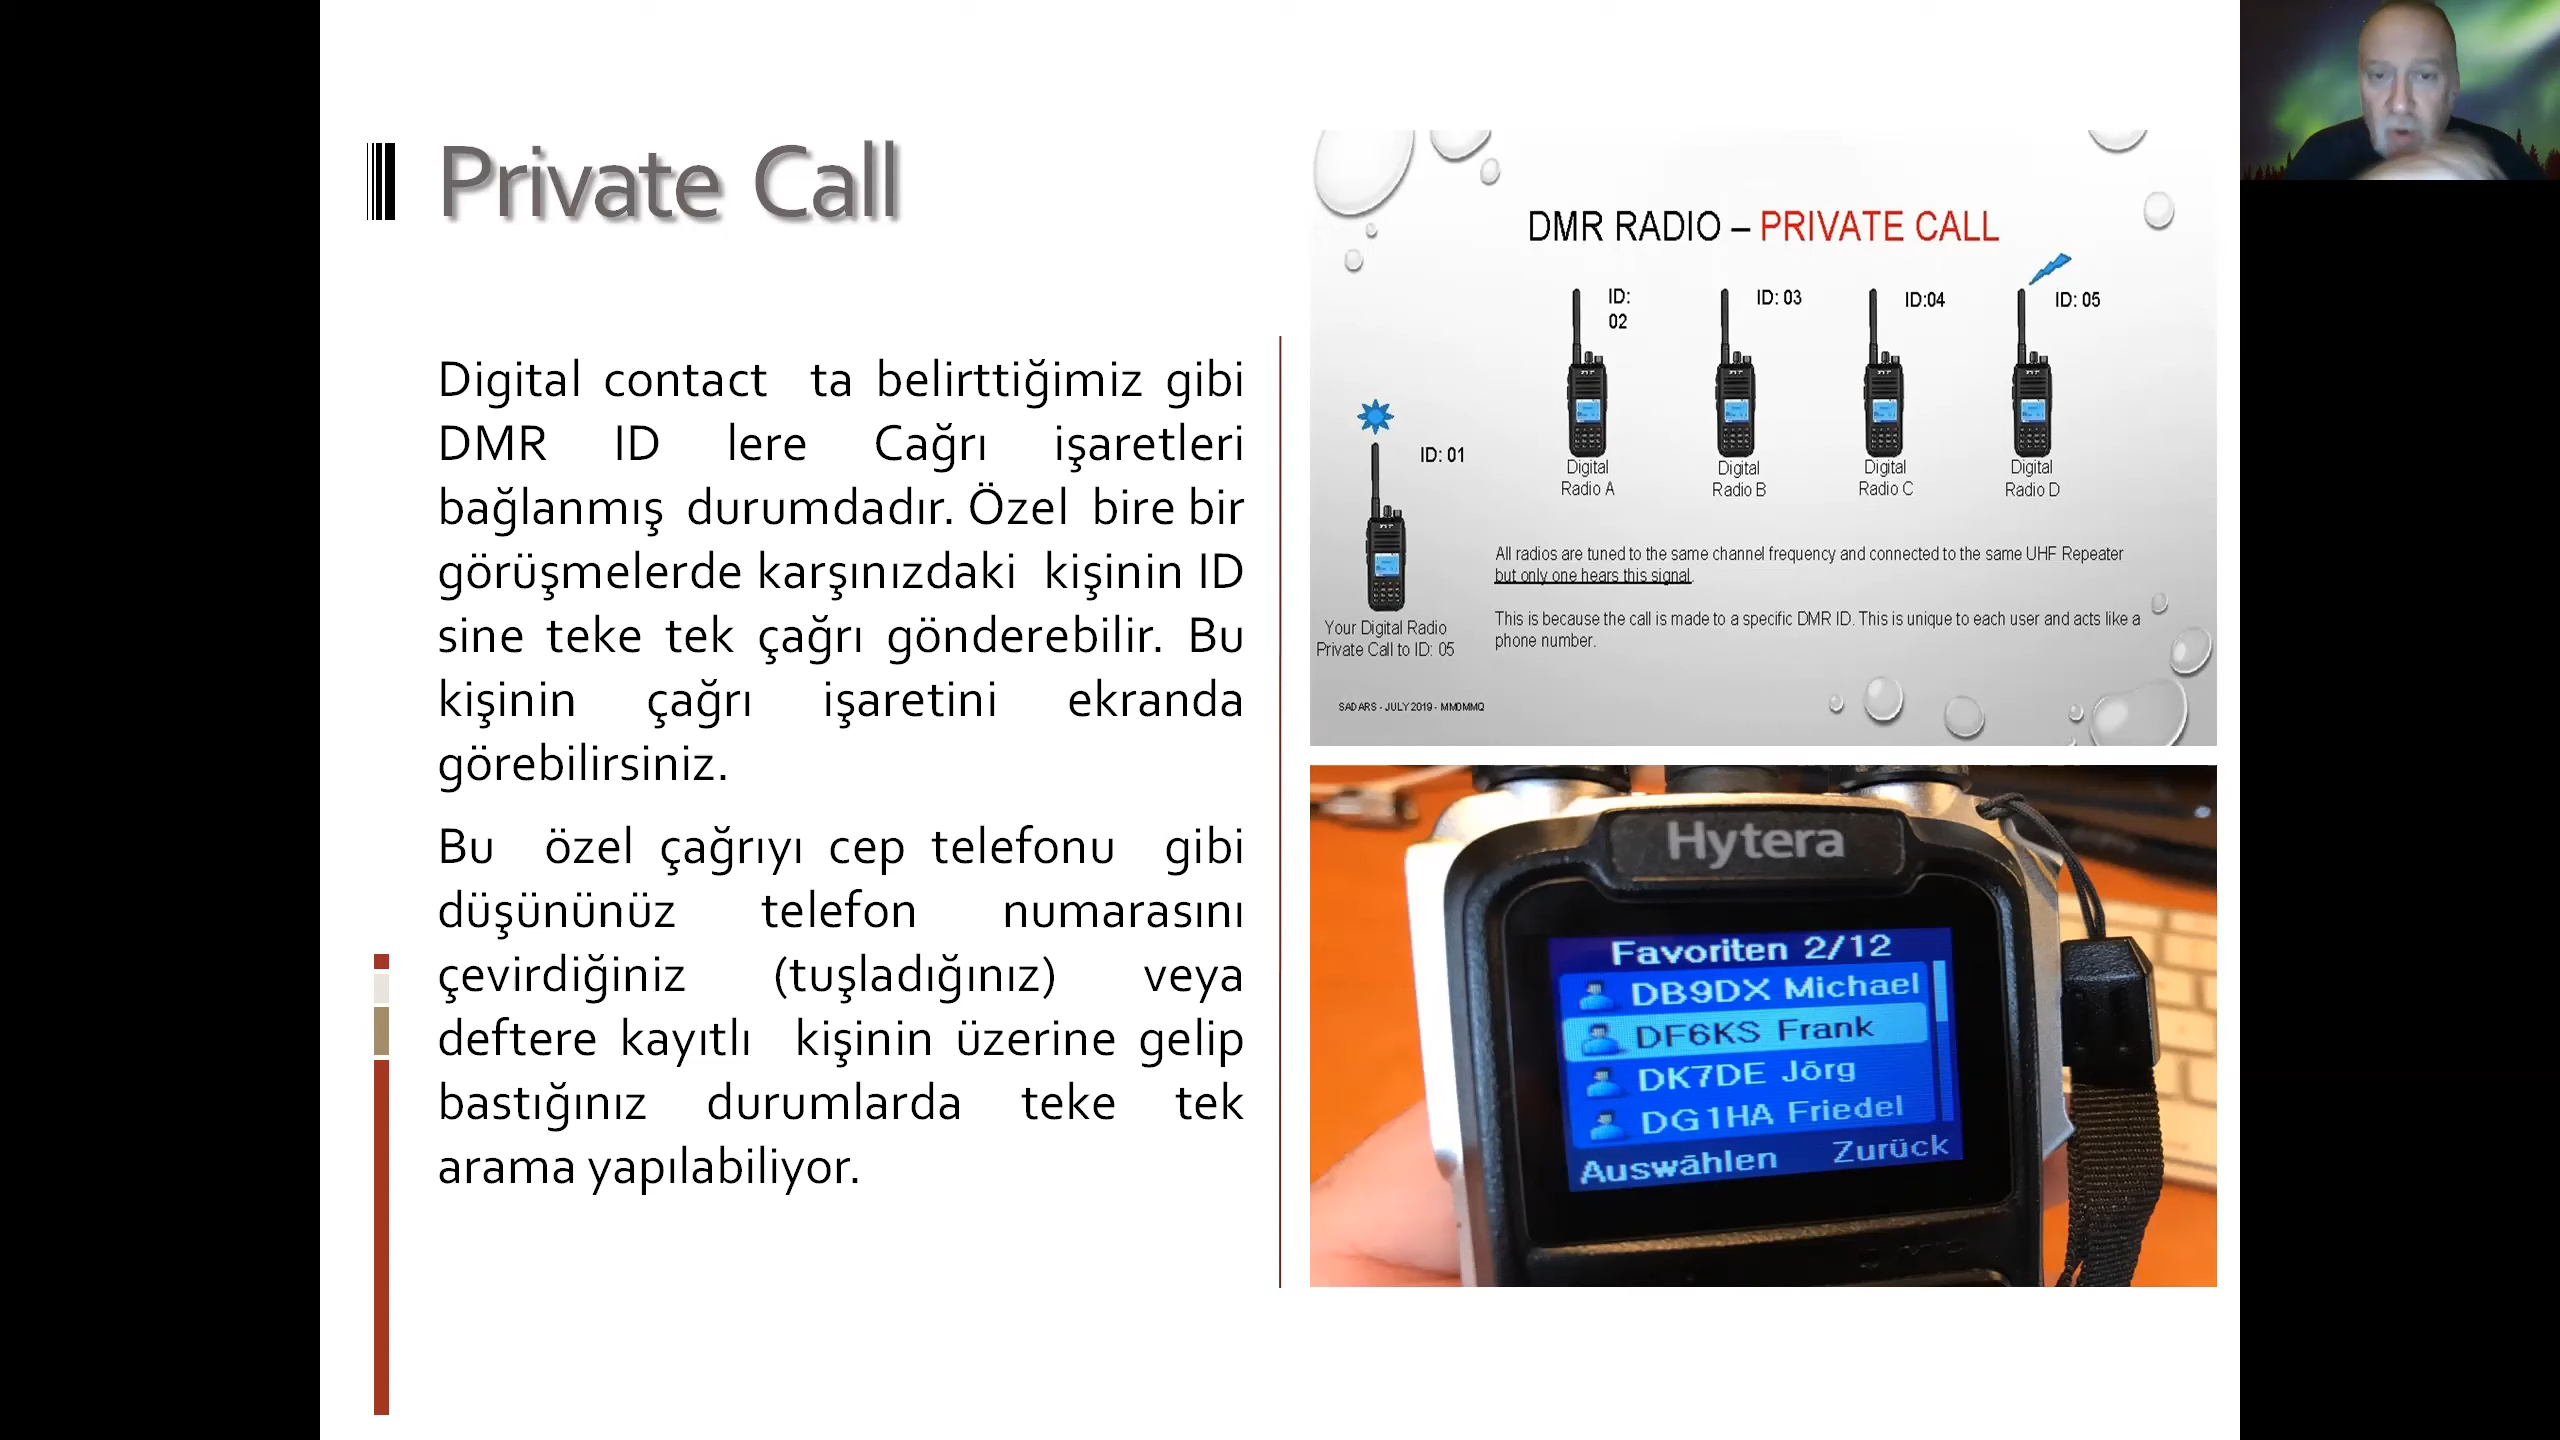 Private Call
Digital contact ta belirttiğimiz gibi
DMR ID lere Cağrı işaretleri
bağlanmış durumdadır. Özel bire bir
görüşmelerde karşınızdaki kişinin ID
sine teke tek çağrı gönderebilir. Bu
kişinin çağrı işaretini ekranda
görebilirsiniz.
Bu özel çağrıyı cep telefonu gibi
düşününüz telefon numarasını
çevirdiğiniz (tuşladığınız) veya
deftere kayıtlı kişinin üzerine gelip
bastığınız durumlarda teke tek
arama yapılabiliyor.
DMR RADIO – PRIVATE CALL
ID:
02
ID: 03
ID:04
ID: 05
Digital
Radio A
Digital
Radio B
Digital
Radio C
Digital
Radio D
ID: 01
Your Digital Radio
Private Call to ID: 05
All radios are tuned to the same channel frequency and connected to the same UHF Repeater
but only one hears this signal.
This is because the call is made to a specific DMR ID. This is unique to each user and acts like a
phone number.
SADARS - JULY 2019 - MM0MMQ
Hytera
Favoriten 2/12
DB9DX Michael
DF6KS Frank
DK7DE Jörg
DG1HA Friedel
Auswählen Zurück